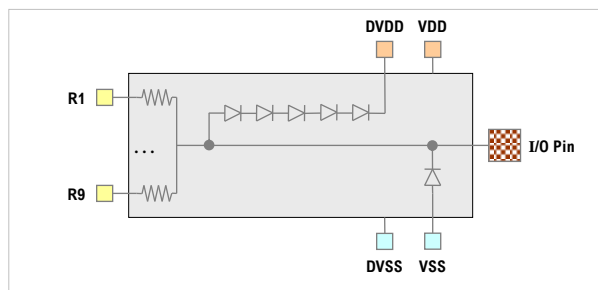 DVDD VDD
R1
...
I/O Pin
R9
DVSS VSS